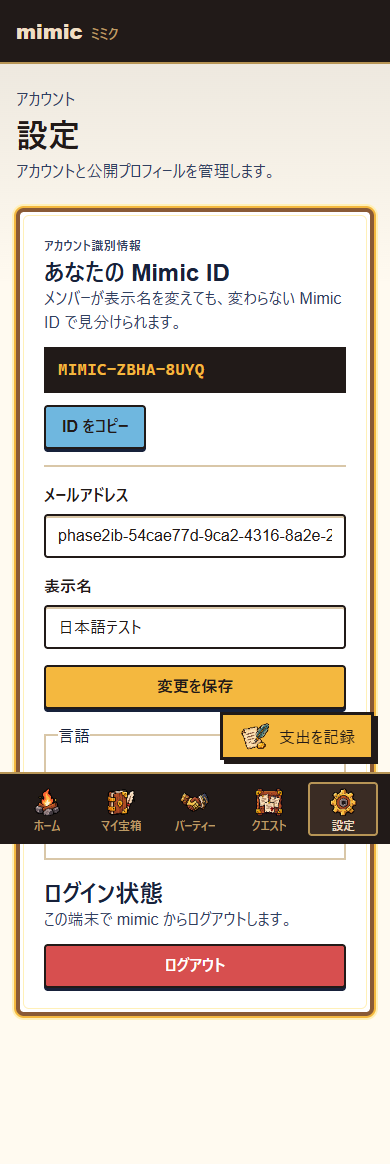 mimic ミミク
アカウント
設定
アカウントと公開プロフィールを管理します。
アカウント識別情報
あなたの Mimic ID
メンバーが表示名を変えても、変わらない Mimic
ID で見分けられます。
MIMIC-ZBHA-8UYQ
ID をコピー
メールアドレス
phase2ib-54cae77d-9ca2-4316-8a2e-2
表示名
日本語テスト
変更を保存
言語
支出を記録
ホーム
マイ宝箱
パーティー
クエスト
設定
ログイン状態
この端末で mimic からログアウトします。
ログアウト